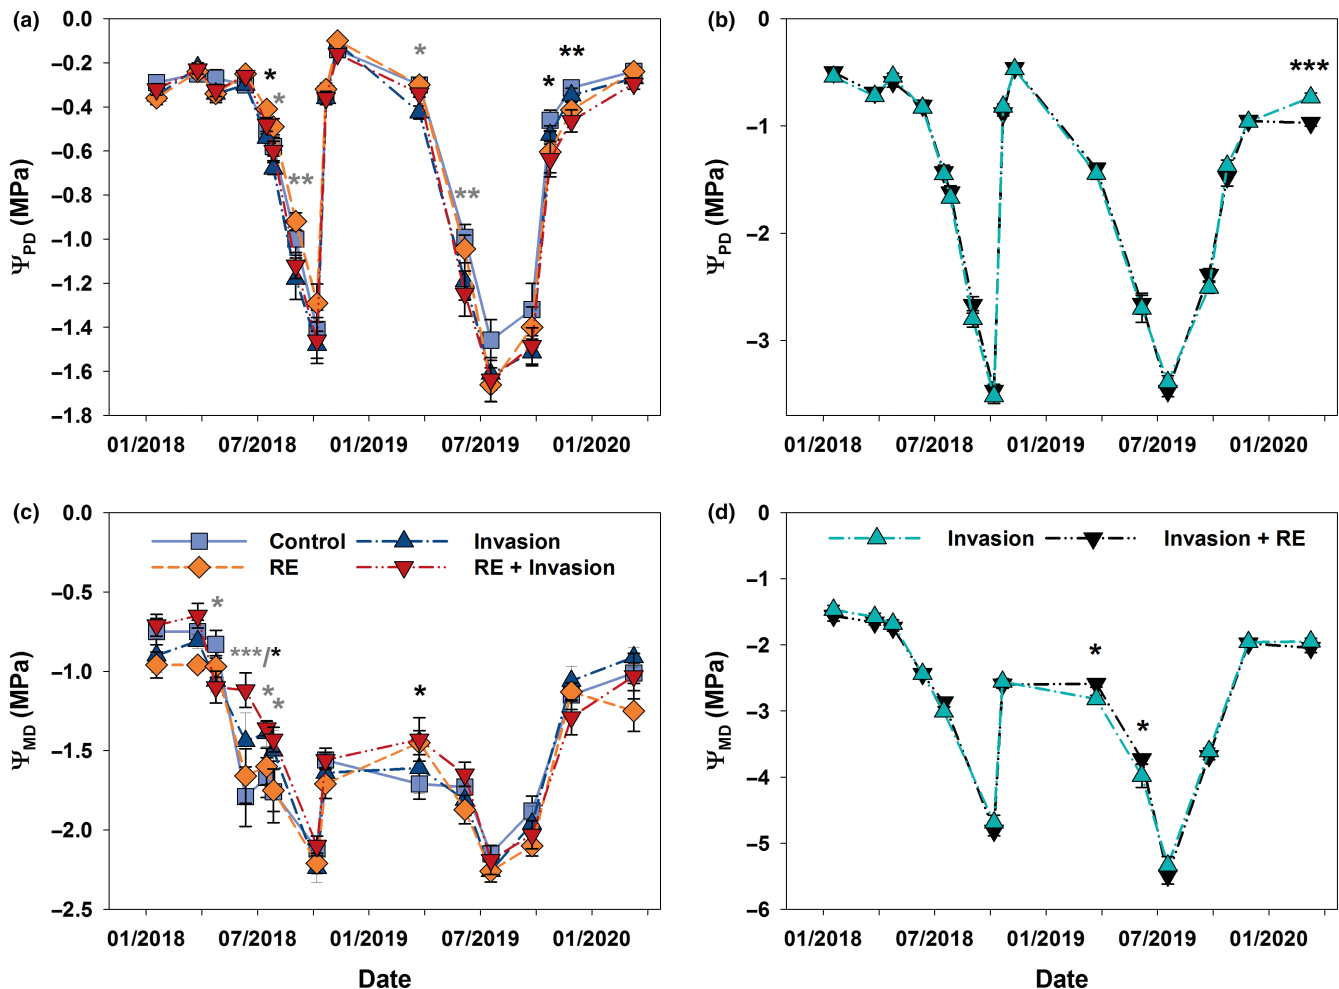 (a)
0.0
–0.2
–0.4
–0.6
–0.8
–1.0
–1.2
–1.4
–1.6
–1.8
ΨPD (MPa)
* * ** * ** * **
01/2018 07/2018 01/2019 07/2019 01/2020
(b)
0
–1
–2
–3
ΨPD (MPa)
***
01/2018 07/2018 01/2019 07/2019 01/2020
(c)
0.0
–0.5
–1.0
–1.5
–2.0
–2.5
ΨMD (MPa)
Control Invasion
RE RE + Invasion
*
***/*
*
*
*
01/2018 07/2018 01/2019 07/2019 01/2020
Date
(d)
0
–1
–2
–3
–4
–5
–6
ΨMD (MPa)
Invasion Invasion + RE
*
*
01/2018 07/2018 01/2019 07/2019 01/2020
Date